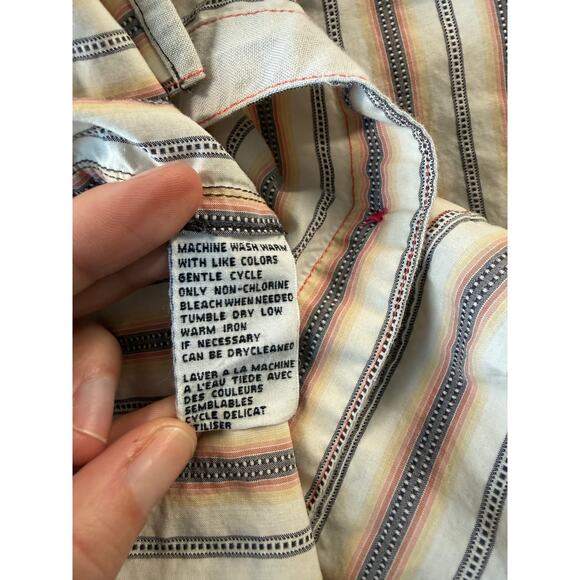 MACHINE WASH WARM
WITH LIKE COLORS
GENTLE CYCLE
ONLY NON-CHLORINE
BLEACH WHEN NEEDED
TUMBLE DRY LOW
WARM IRON
IF NECESSARY
CAN BE DRYCLEANED
LAVER A LA MACHINE
A L'EAU TIEDE AVEC
DES COULEURS
SEMBLABLES
CYCLE DELICAT
UTILISER